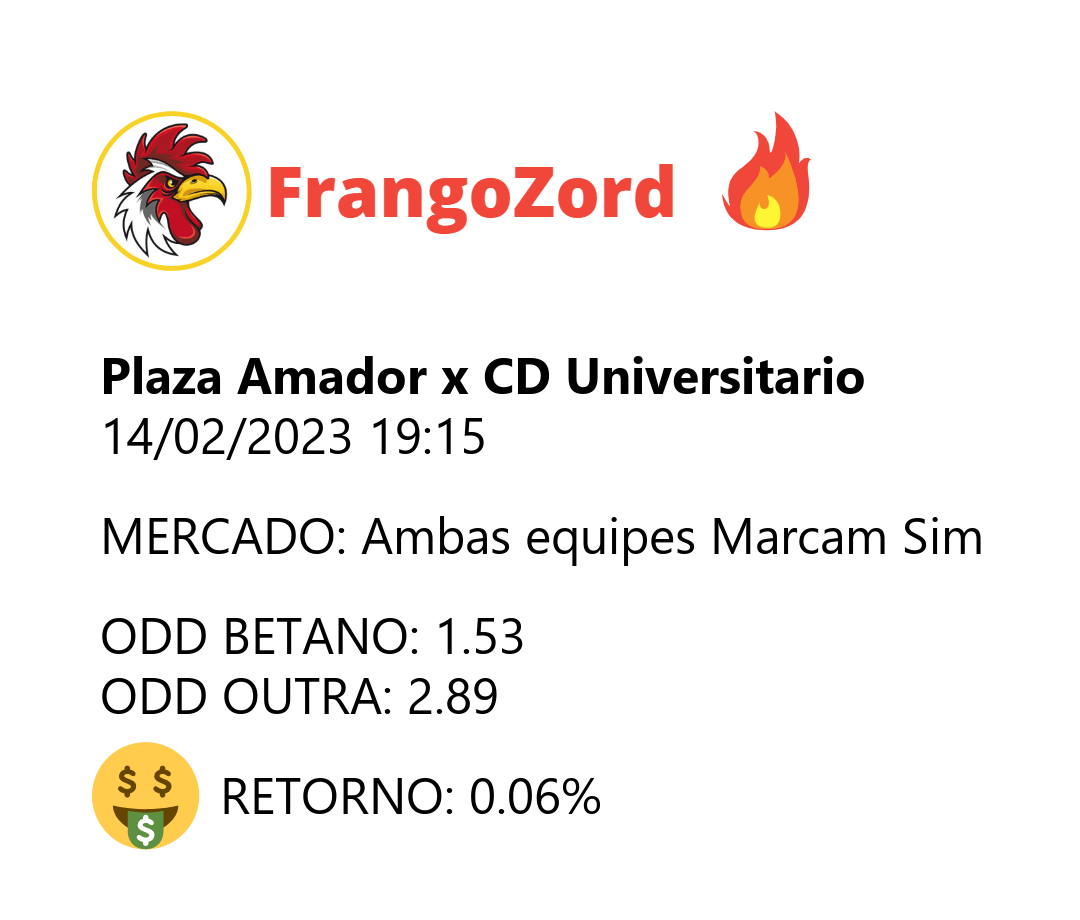 FrangoZord
Plaza Amador x CD Universitario
14/02/2023 19:15
MERCADO: Ambas equipes Marcam Sim
ODD BETANO: 1.53
ODD OUTRA: 2.89
RETORNO: 0.06%